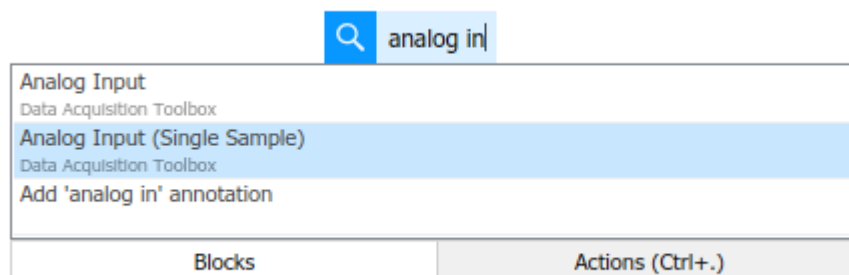 analog in
Analog Input
Data Acquisition Toolbox
Analog Input (Single Sample)
Data Acquisition Toolbox
Add 'analog in' annotation
Blocks
Actions (Ctrl+.)